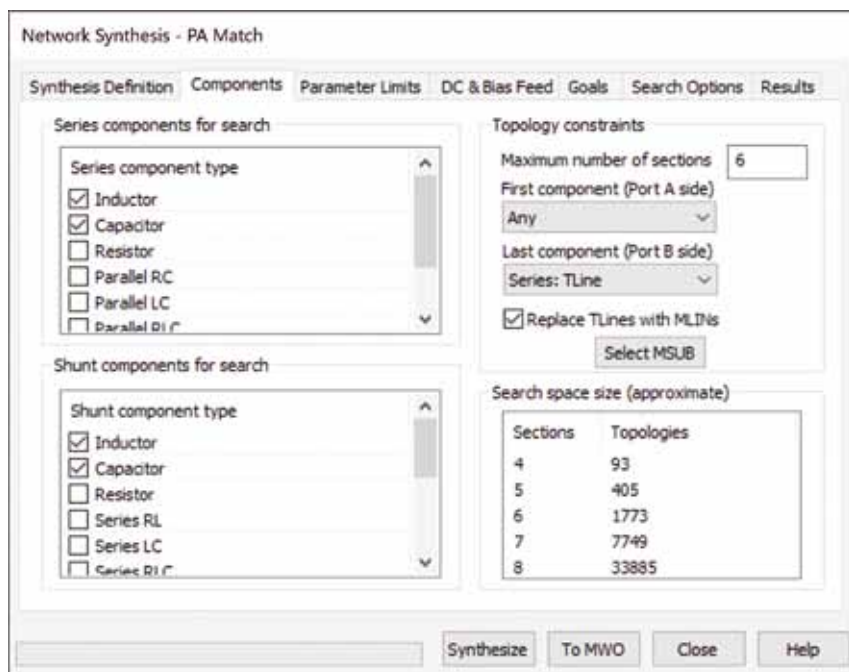 Network Synthesis - PA Match
Synthesis Definition Components Parameter Limits DC & Bias Feed Goals Search Options Results
Series components for search
Series component type
Inductor
Capacitor
Resistor
Parallel RC
Parallel LC
Parallel RLC
Shunt components for search
Shunt component type
Inductor
Capacitor
Resistor
Series RL
Series LC
Series RLC
Topology constraints
Maximum number of sections 6
First component (Port A side)
Any
Last component (Port B side)
Series: TLine
Replace TLines with MLINs
Select MSUB
Search space size (approximate)
Sections Topologies
4 93
5 405
6 1773
7 7749
8 33885
Synthesize To MWO Close Help